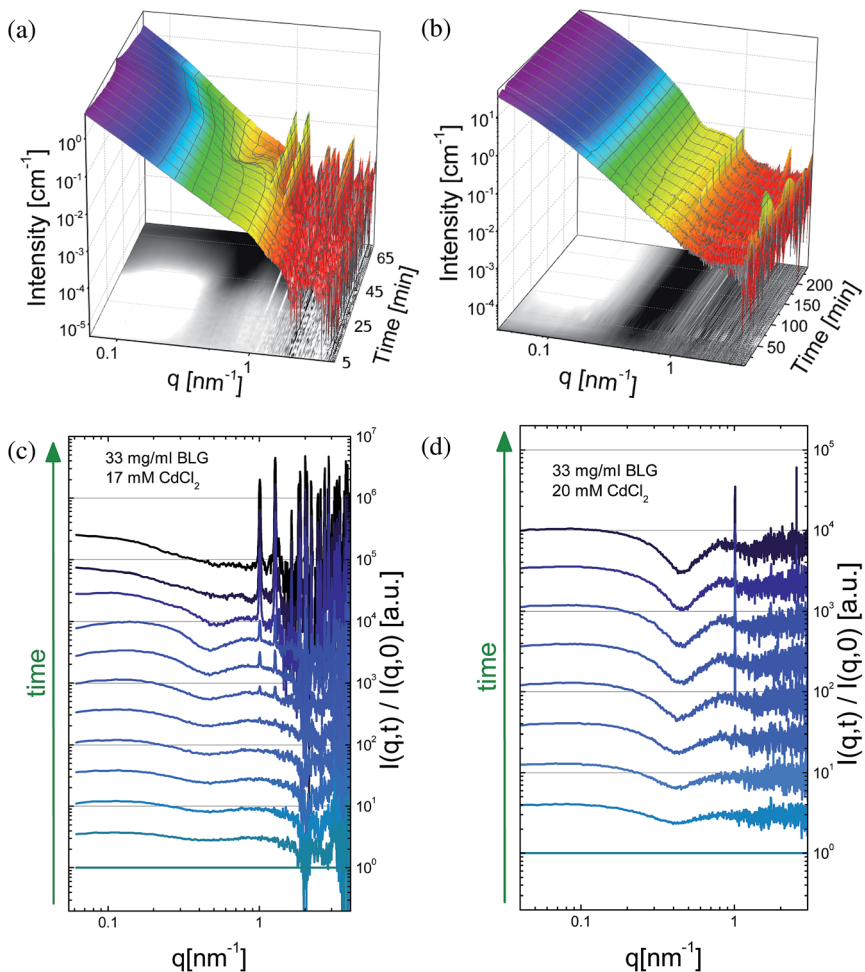 (a)
Intensity [cm⁻¹]
10⁰
10⁻¹
10⁻²
10⁻³
10⁻⁴
10⁻⁵
0.1
1
q [nm⁻¹]
5
25
45
65
Time [min]
(b)
Intensity [cm⁻¹]
10¹
10⁰
10⁻¹
10⁻²
10⁻³
10⁻⁴
0.1
1
q [nm⁻¹]
50
100
150
200
Time [min]
(c)
time
33 mg/ml BLG
17 mM CdCl₂
10⁷
10⁶
10⁵
10⁴
10³
10²
10¹
10⁰
I(q,t) / I(q,0) [a.u.]
0.1
1
q[nm⁻¹]
(d)
time
33 mg/ml BLG
20 mM CdCl₂
10⁵
10⁴
10³
10²
10¹
10⁰
I(q,t) / I(q,0) [a.u.]
0.1
1
q[nm⁻¹]